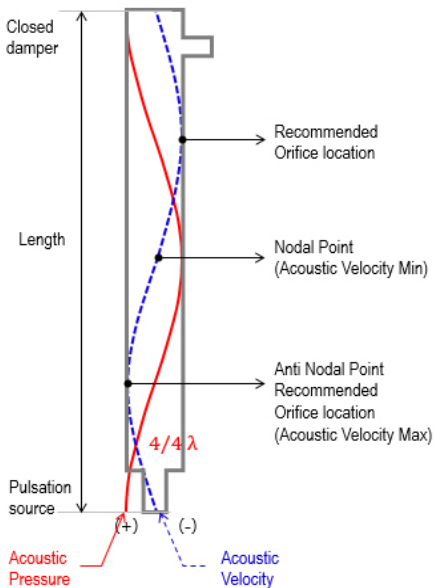 Closed
damper
Recommended
Orifice location
Length
Nodal Point
(Acoustic Velocity Min)
Anti Nodal Point
Recommended
Orifice location
(Acoustic Velocity Max)
4/4 λ
Pulsation
source
(+)
(-)
Acoustic
Pressure
Acoustic
Velocity